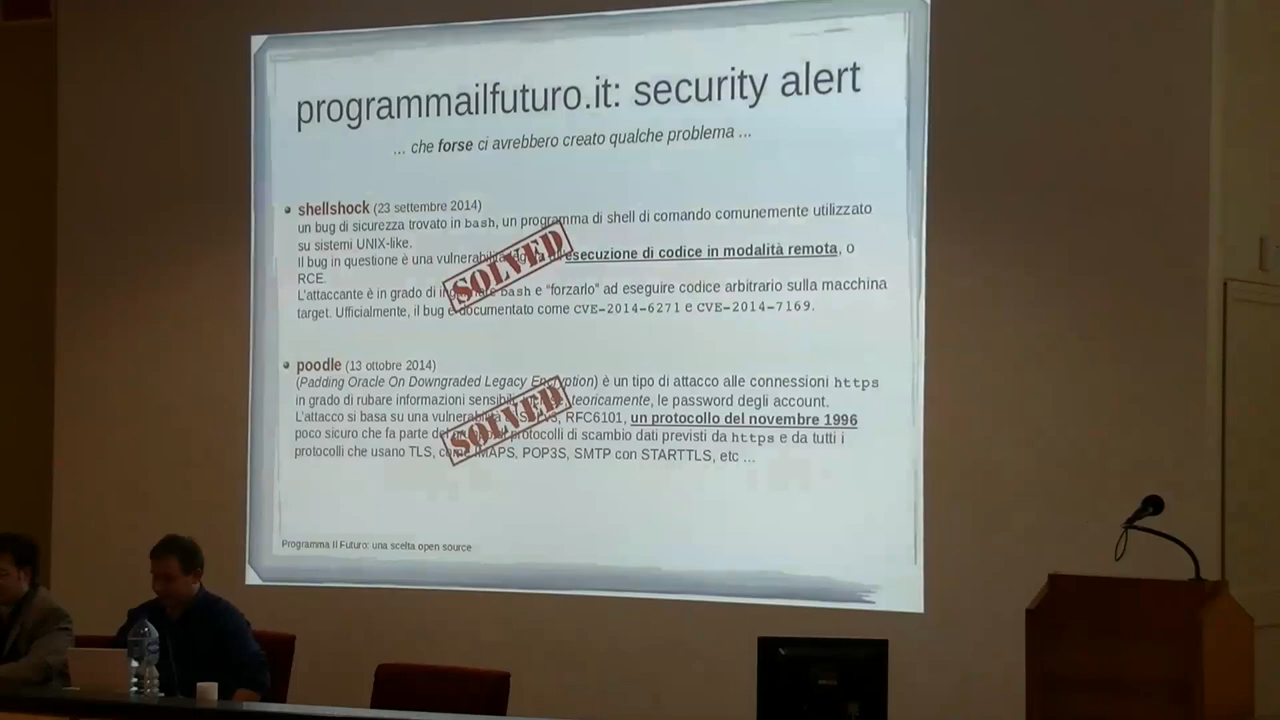 programmailfuturo.it: security alert
... che forse ci avrebbero creato qualche problema ...
shellshock (23 settembre 2014)
un bug di sicurezza trovato in bash, un programma di shell di comando comunemente utilizzato
su sistemi UNIX-like.
Il bug in questione è una esecuzione di codice in modalità remota, o
RCE.
L'attaccante è in grado di bash e "forzarlo" ad eseguire codice arbitrario sulla macchina
target. Ufficialmente, il bug è documentato come CVE-2014-6271 e CVE-2014-7169.
SOLVED
poodle (13 ottobre 2014)
(Padding Oracle On Downgraded Legacy Encryption) è un tipo di attacco alle connessioni https
in grado di rubare informazioni teoricamente, le password degli account.
L'attacco si basa su una RFC6101, un protocollo del novembre 1996
poco sicuro che fa parte protocolli di scambio dati previsti da https e da tutti i
protocolli che usano TLS, come IMAPS, POP3S, SMTP con STARTTLS, etc ...
SOLVED
Programma Il Futuro: una scelta open source